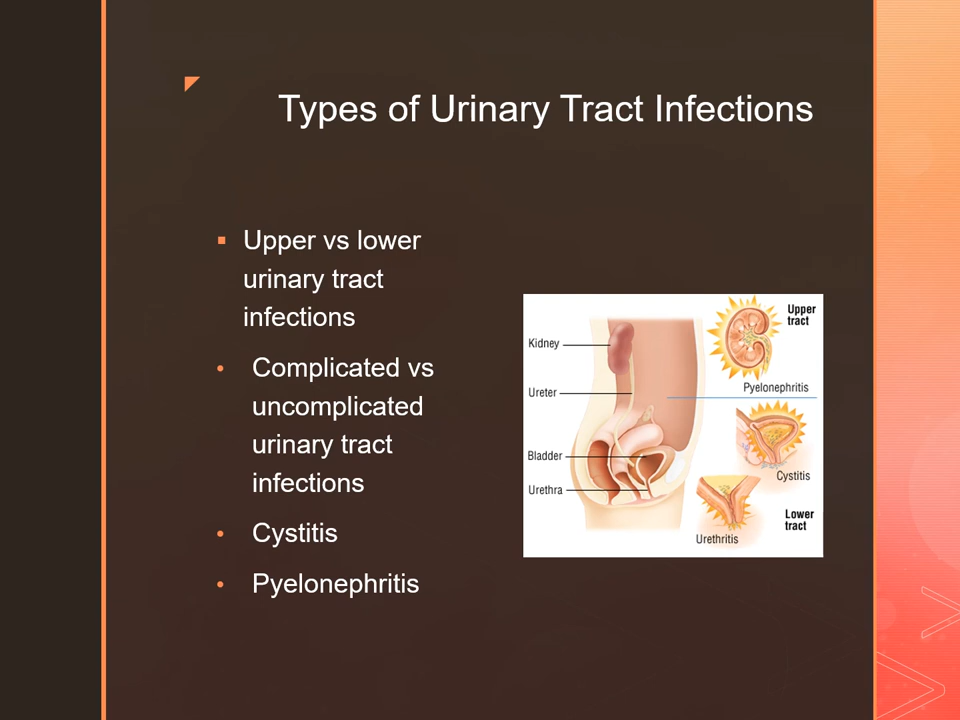 Types of Urinary Tract Infections
▪ Upper vs lower
urinary tract
infections
• Complicated vs
uncomplicated
urinary tract
infections
• Cystitis
• Pyelonephritis
Kidney
Ureter
Bladder
Urethra
Upper
tract
Pyelonephritis
Cystitis
Lower
tract
Urethritis